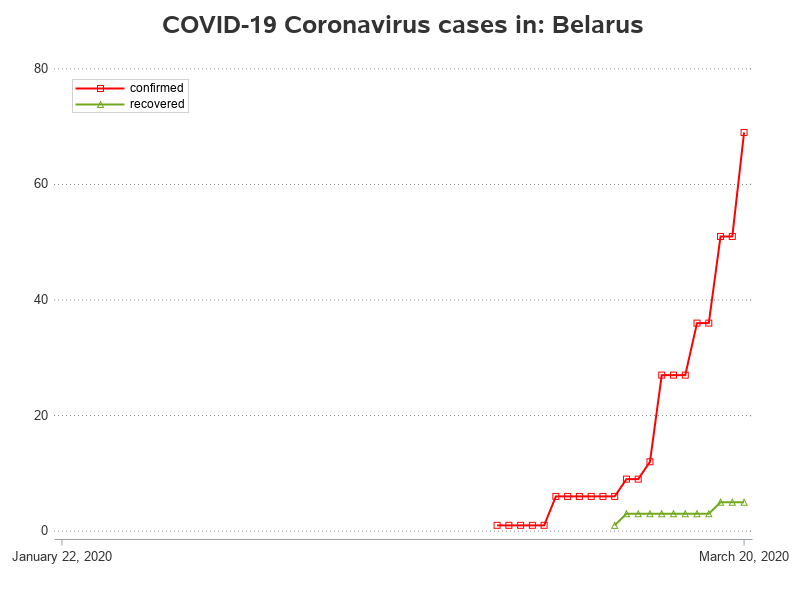 COVID-19 Coronavirus cases in: Belarus
80
confirmed
recovered
60
40
20
0
January 22, 2020
March 20, 2020